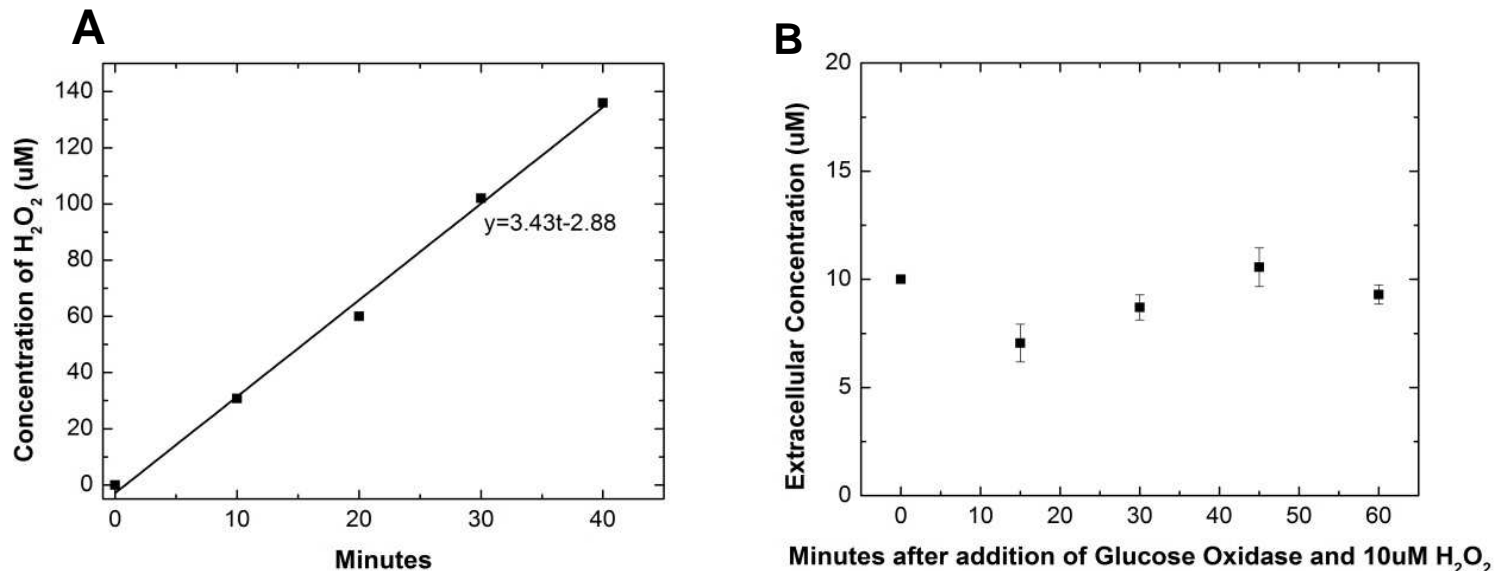 A
Concentration of H₂O₂ (uM)
140
120
100
80
60
40
20
0
y=3.43t-2.88
0 10 20 30 40
Minutes
B
Extracellular Concentration (uM)
20
15
10
5
0
0 10 20 30 40 50 60
Minutes after addition of Glucose Oxidase and 10uM H₂O₂